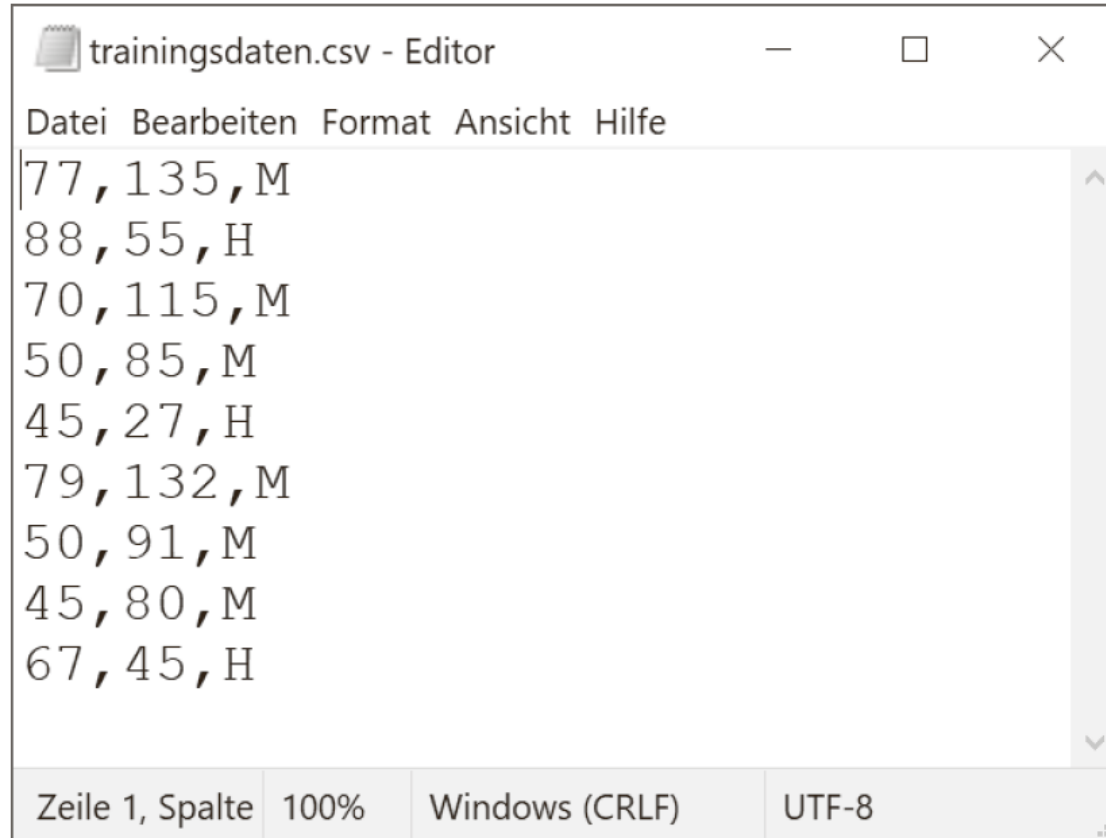 trainingsdaten.csv - Editor
Datei Bearbeiten Format Ansicht Hilfe
77,135,M
88,55,H
70,115,M
50,85,M
45,27,H
79,132,M
50,91,M
45,80,M
67,45,H
Zeile 1, Spalte 100% Windows (CRLF) UTF-8